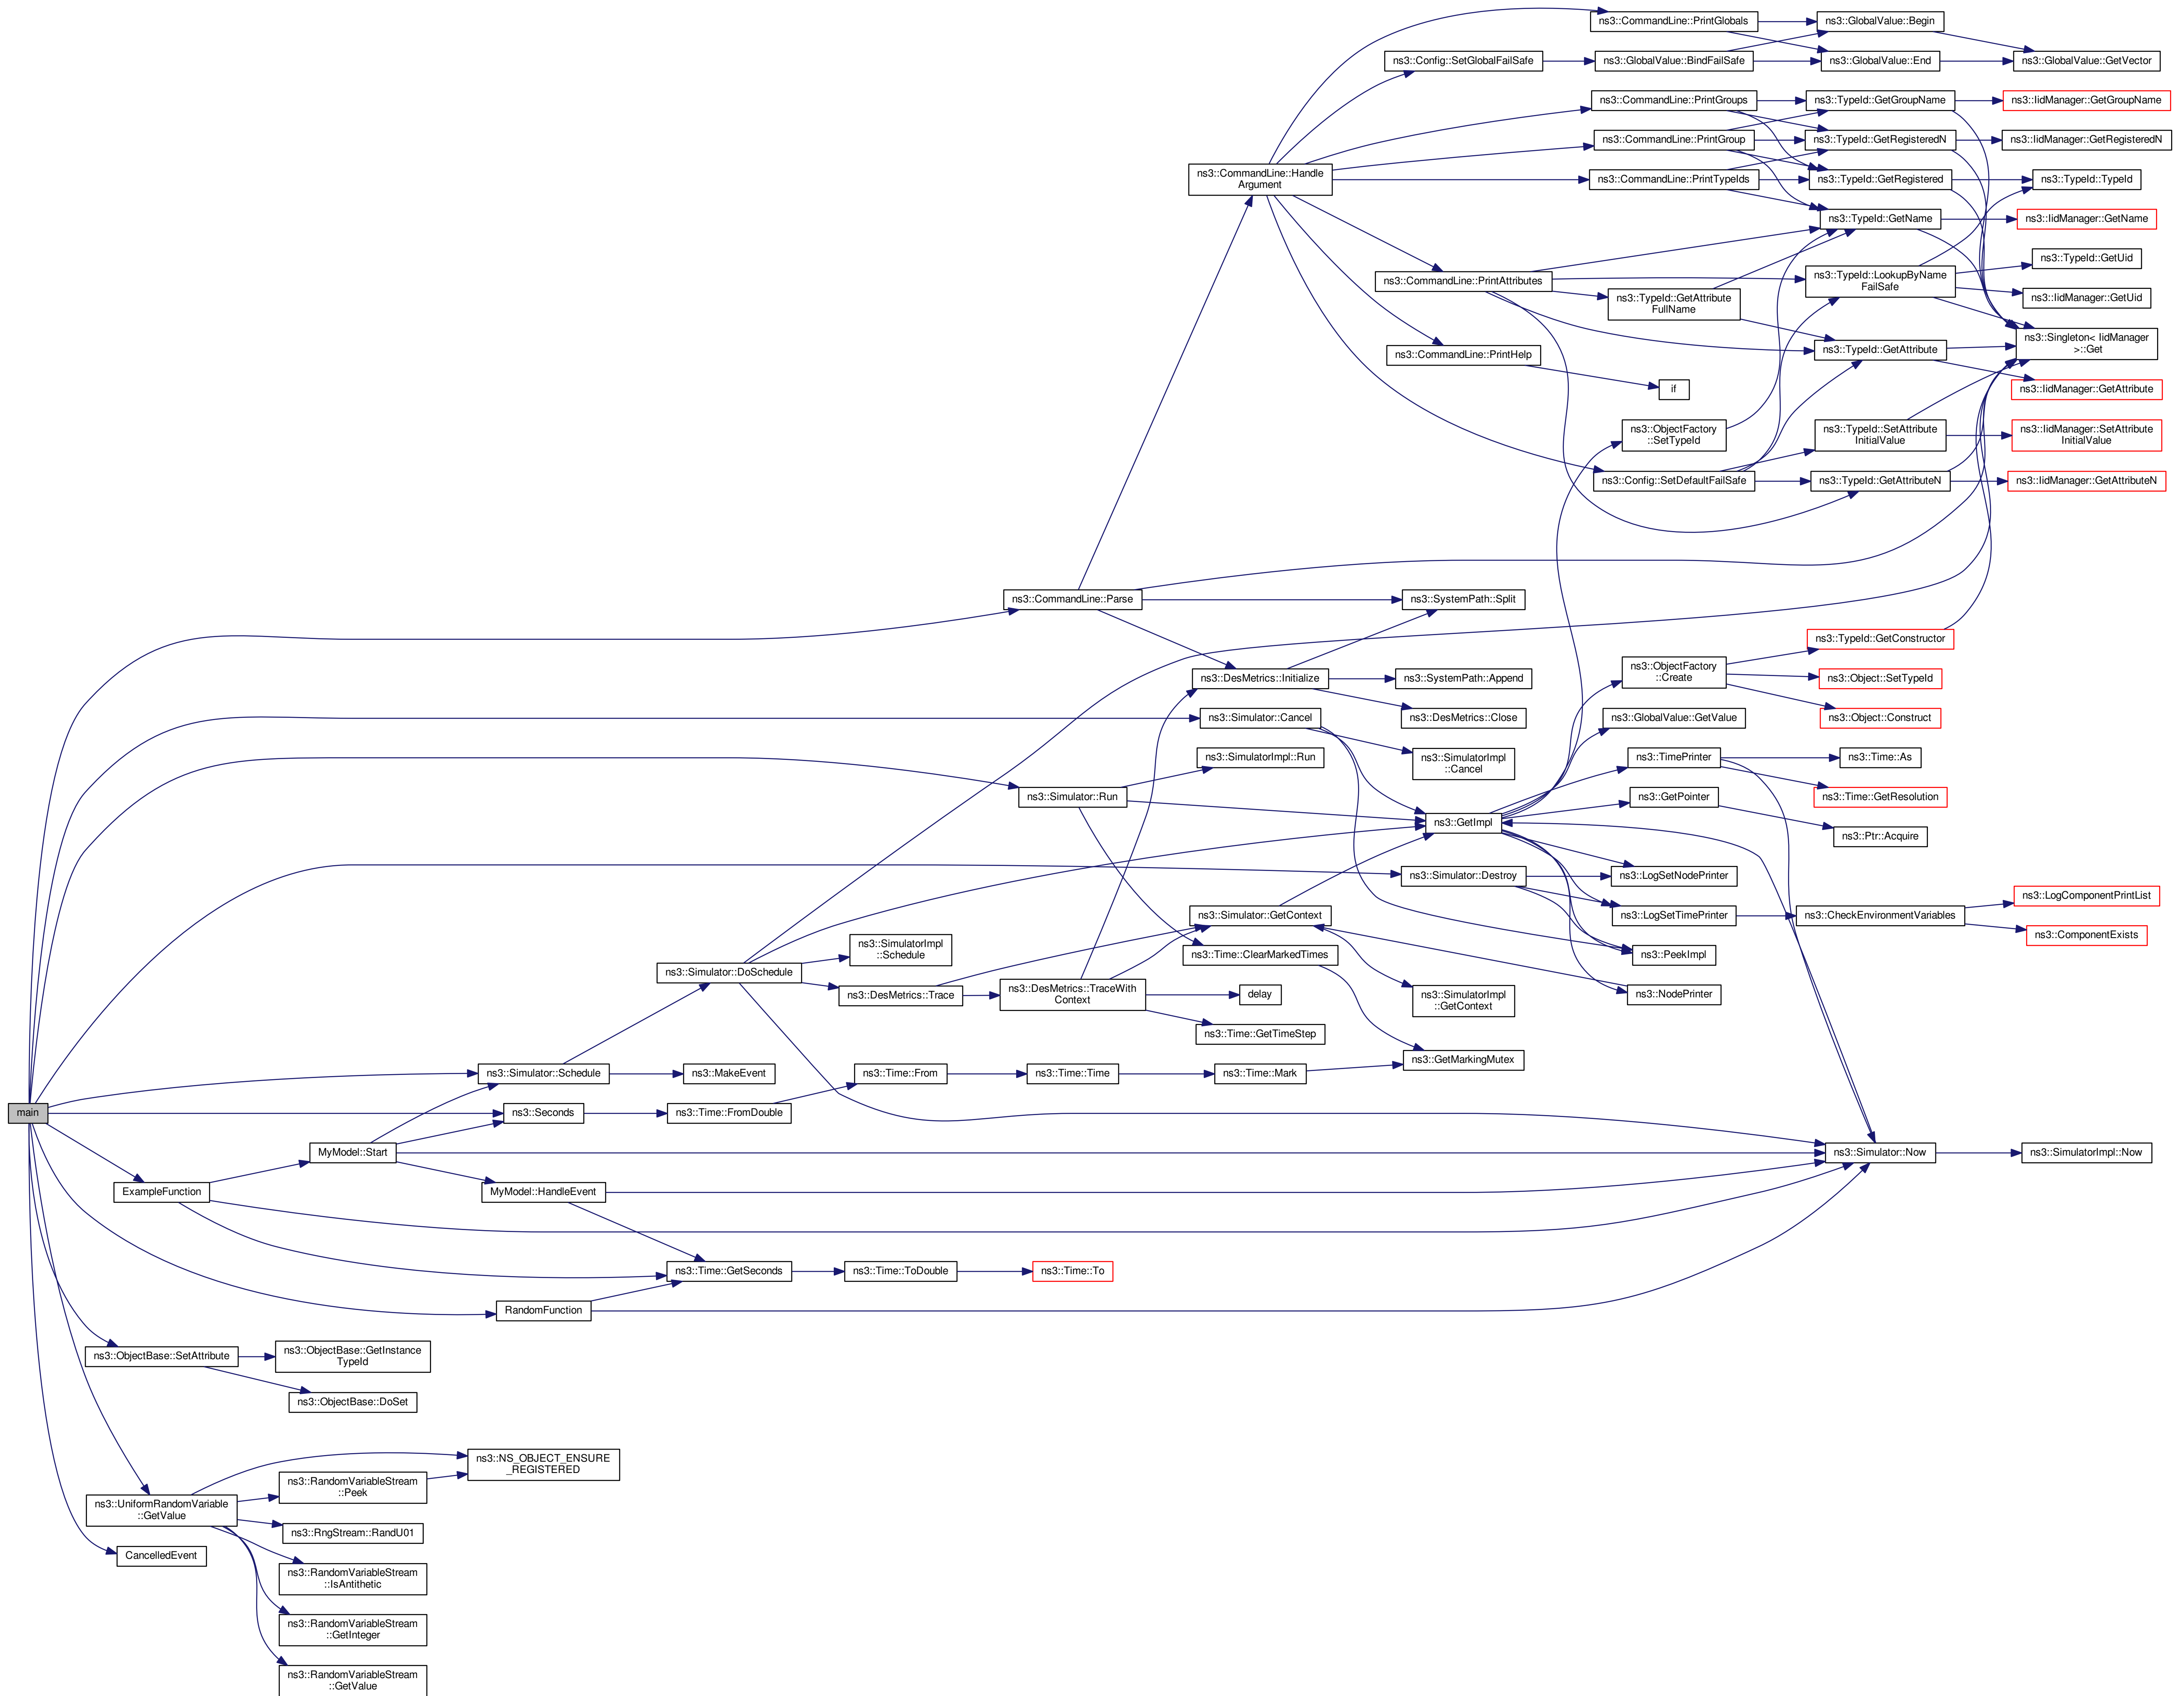 ns3::CommandLine::PrintGlobals
ns3::GlobalValue::Begin
ns3::Config::SetGlobalFailSafe
ns3::GlobalValue::BindFailSafe
ns3::GlobalValue::End
ns3::GlobalValue::GetVector
ns3::CommandLine::PrintGroups
ns3::TypeId::GetGroupName
ns3::IidManager::GetGroupName
ns3::CommandLine::PrintGroup
ns3::TypeId::GetRegisteredN
ns3::IidManager::GetRegisteredN
ns3::CommandLine::Handle
Argument
ns3::CommandLine::PrintTypeIds
ns3::TypeId::GetRegistered
ns3::TypeId::TypeId
ns3::TypeId::GetName
ns3::IidManager::GetName
ns3::TypeId::GetUid
ns3::CommandLine::PrintAttributes
ns3::TypeId::LookupByName
FailSafe
ns3::TypeId::GetAttribute
FullName
ns3::IidManager::GetUid
ns3::Singleton< IidManager
>::Get
ns3::CommandLine::PrintHelp
ns3::TypeId::GetAttribute
if
ns3::IidManager::GetAttribute
ns3::ObjectFactory
::SetTypeId
ns3::TypeId::SetAttribute
InitialValue
ns3::IidManager::SetAttribute
InitialValue
ns3::Config::SetDefaultFailSafe
ns3::TypeId::GetAttributeN
ns3::IidManager::GetAttributeN
ns3::CommandLine::Parse
ns3::SystemPath::Split
ns3::TypeId::GetConstructor
ns3::DesMetrics::Initialize
ns3::SystemPath::Append
ns3::ObjectFactory
::Create
ns3::Object::SetTypeId
ns3::Simulator::Cancel
ns3::DesMetrics::Close
ns3::GlobalValue::GetValue
ns3::Object::Construct
ns3::SimulatorImpl::Run
ns3::SimulatorImpl
::Cancel
ns3::TimePrinter
ns3::Time::As
ns3::Simulator::Run
ns3::GetPointer
ns3::Time::GetResolution
ns3::GetImpl
ns3::Ptr::Acquire
ns3::Simulator::Destroy
ns3::LogSetNodePrinter
ns3::LogComponentPrintList
ns3::Simulator::GetContext
ns3::LogSetTimePrinter
ns3::CheckEnvironmentVariables
ns3::ComponentExists
ns3::SimulatorImpl
::Schedule
ns3::Time::ClearMarkedTimes
ns3::PeekImpl
ns3::Simulator::DoSchedule
ns3::DesMetrics::Trace
ns3::DesMetrics::TraceWith
Context
delay
ns3::SimulatorImpl
::GetContext
ns3::NodePrinter
ns3::Time::GetTimeStep
ns3::GetMarkingMutex
ns3::Simulator::Schedule
ns3::MakeEvent
ns3::Time::From
ns3::Time::Time
ns3::Time::Mark
main
ns3::Seconds
ns3::Time::FromDouble
MyModel::Start
ns3::Simulator::Now
ns3::SimulatorImpl::Now
ExampleFunction
MyModel::HandleEvent
ns3::Time::GetSeconds
ns3::Time::ToDouble
ns3::Time::To
RandomFunction
ns3::ObjectBase::SetAttribute
ns3::ObjectBase::GetInstance
TypeId
ns3::ObjectBase::DoSet
ns3::NS_OBJECT_ENSURE
_REGISTERED
ns3::RandomVariableStream
::Peek
ns3::UniformRandomVariable
::GetValue
ns3::RngStream::RandU01
CancelledEvent
ns3::RandomVariableStream
::IsAntithetic
ns3::RandomVariableStream
::GetInteger
ns3::RandomVariableStream
::GetValue